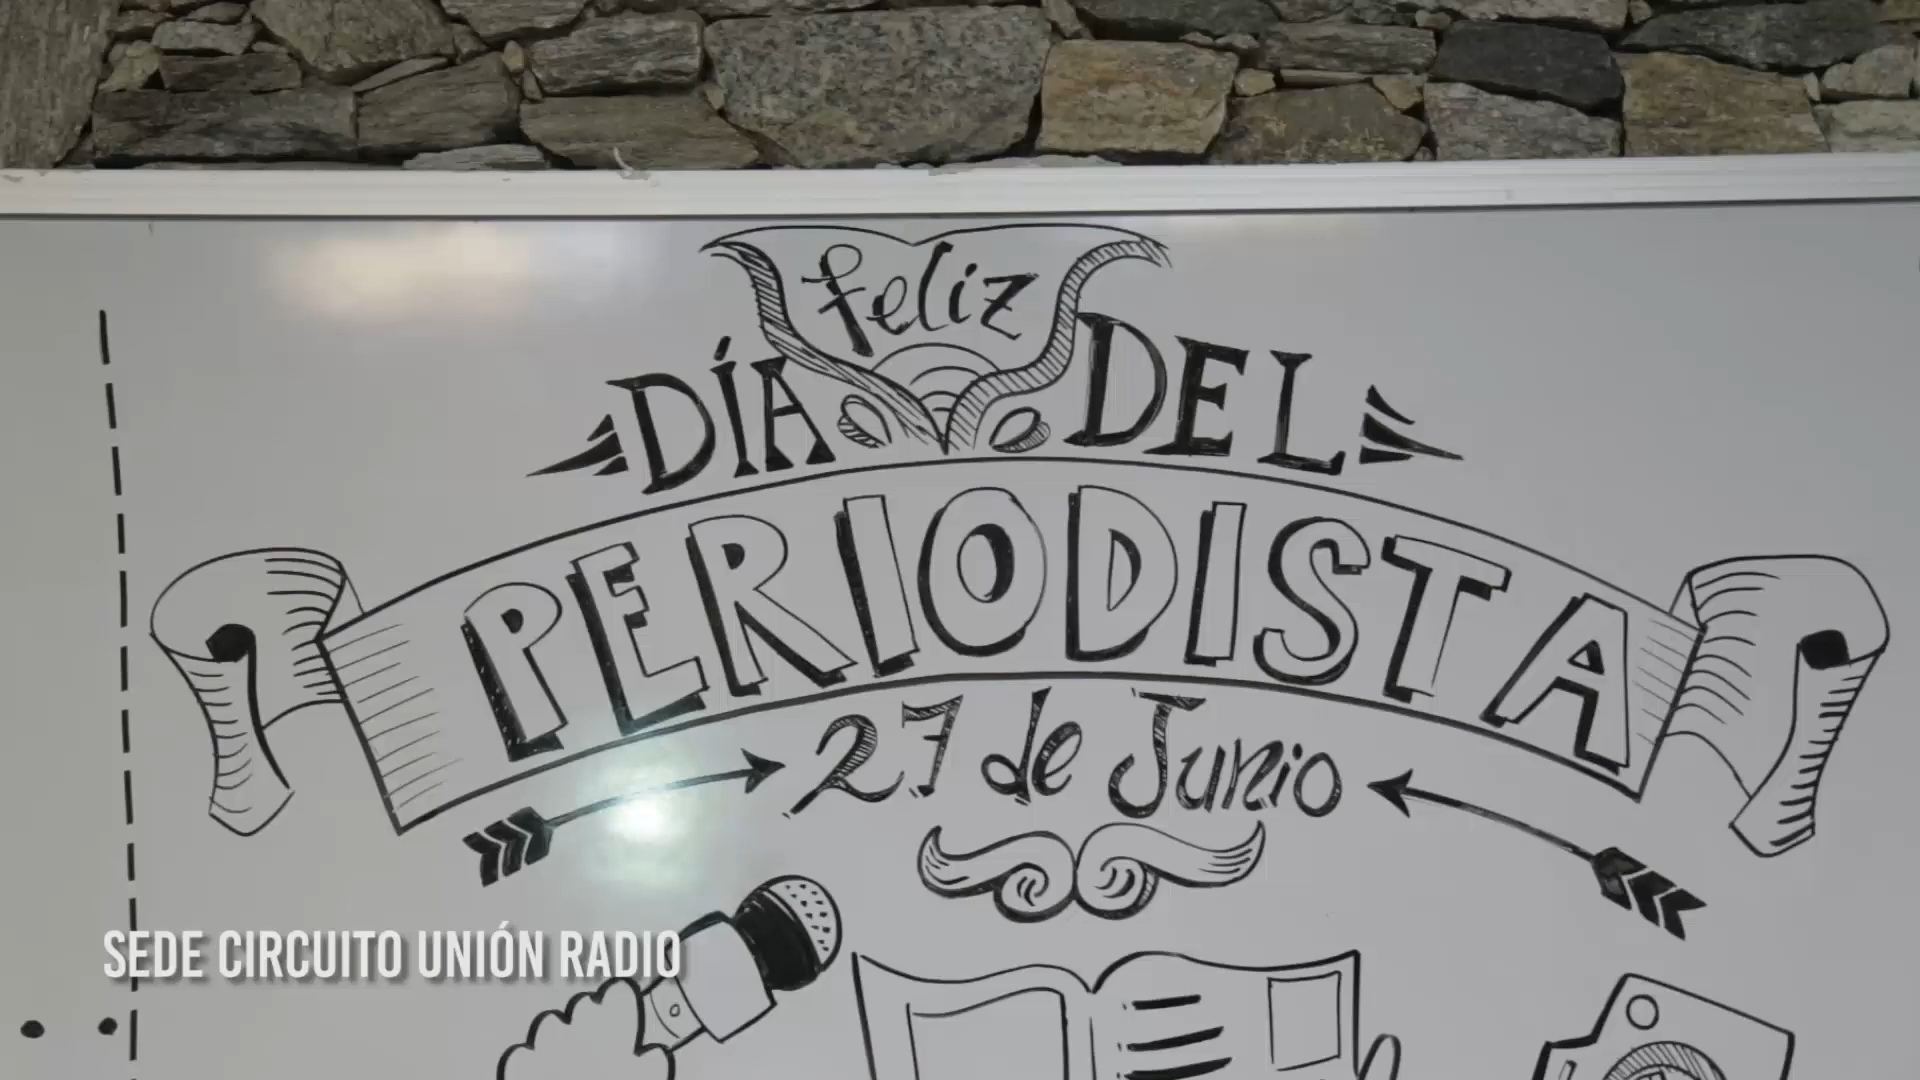 feliz
DÍA DEL
PERIODISTA
27 de Junio
SEDE CIRCUITO UNIÓN RADIO